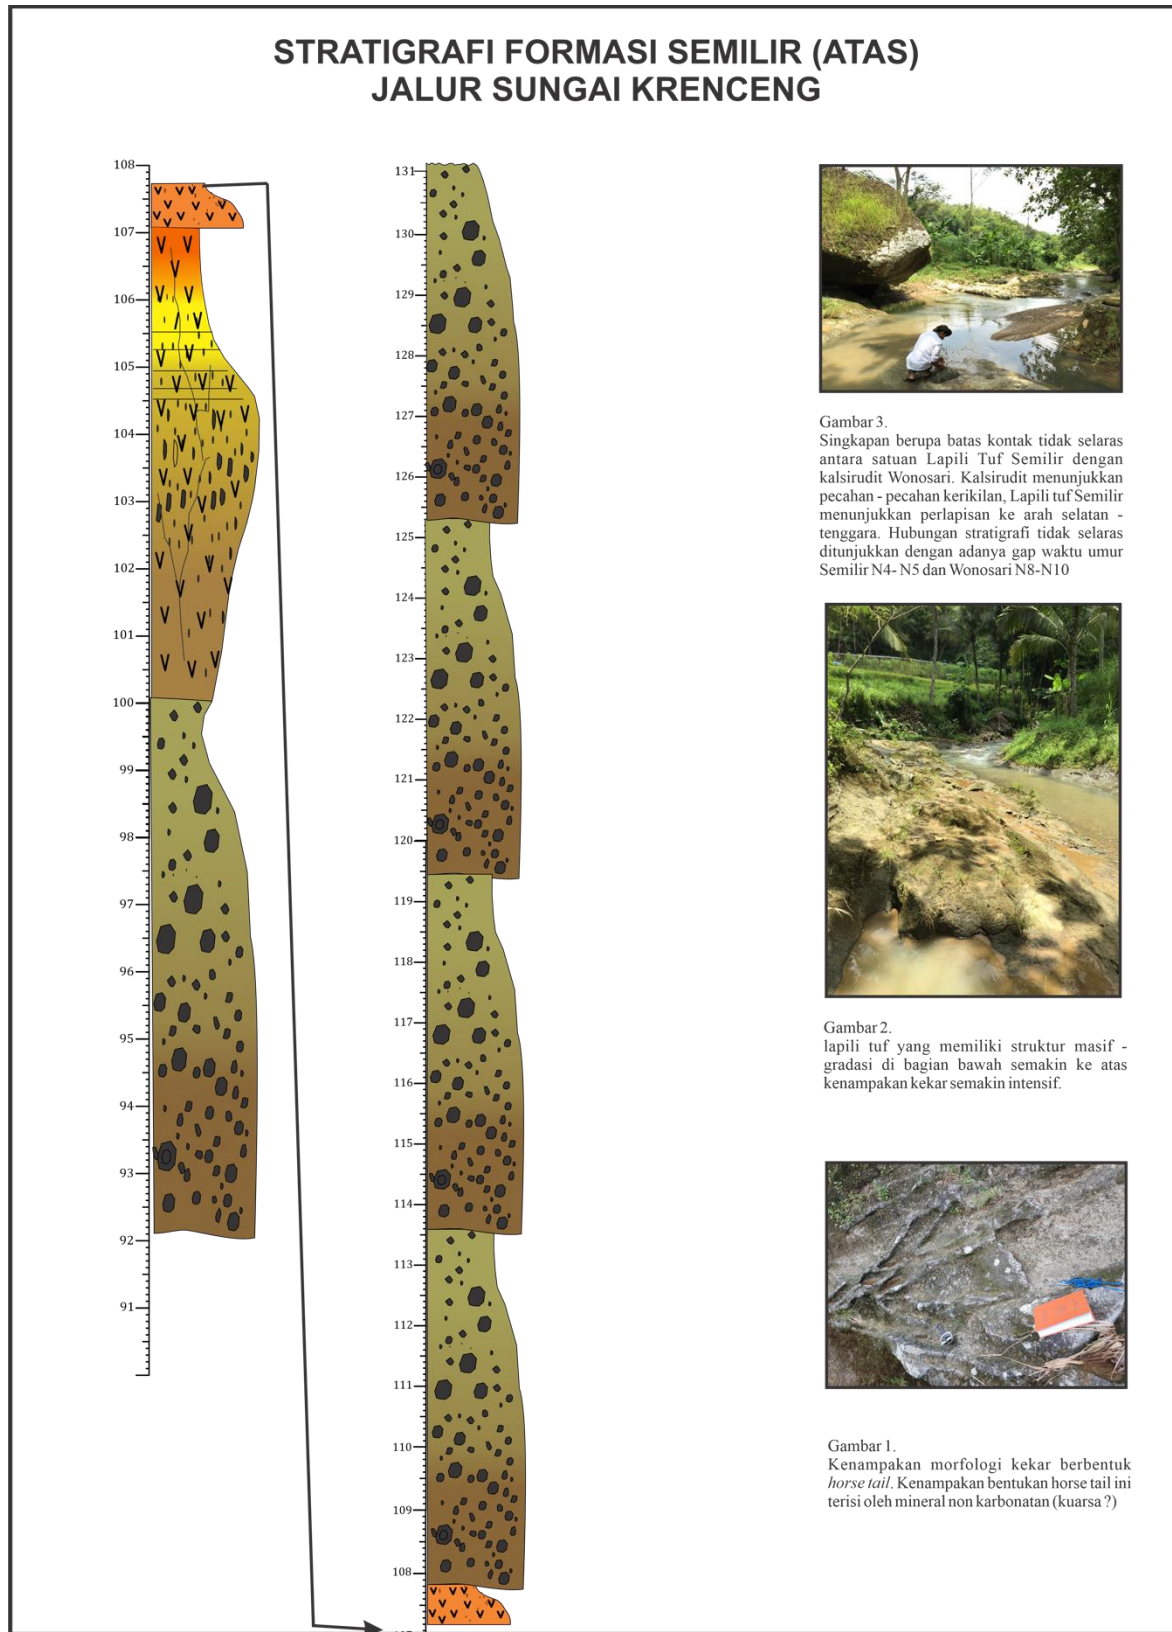 STRATIGRAFI FORMASI SEMILIR (ATAS)
JALUR SUNGAI KRENCENG
108
107
106
105
104
103
102
101
100
99
98
97
96
95
94
93
92
91
131
130
129
128
127
126
125
124
123
122
121
120
119
118
117
116
115
114
113
112
111
110
109
108
Gambar 3.
Singkapan berupa batas kontak tidak selaras
antara satuan Lapili Tuf Semilir dengan
kalsirudit Wonosari. Kalsirudit menunjukkan
pecahan - pecahan kerikilan, Lapili tuf Semilir
menunjukkan perlapisan ke arah selatan -
tenggara. Hubungan stratigrafi tidak selaras
ditunjukkan dengan adanya gap waktu umur
Semilir N4- N5 dan Wonosari N8-N10
Gambar 2.
lapili tuf yang memiliki struktur masif -
gradasi di bagian bawah semakin ke atas
kenampakan kekar semakin intensif.
Gambar 1.
Kenampakan morfologi kekar berbentuk
horse tail. Kenampakan bentukan horse tail ini
terisi oleh mineral non karbonatan (kuarsa ?)